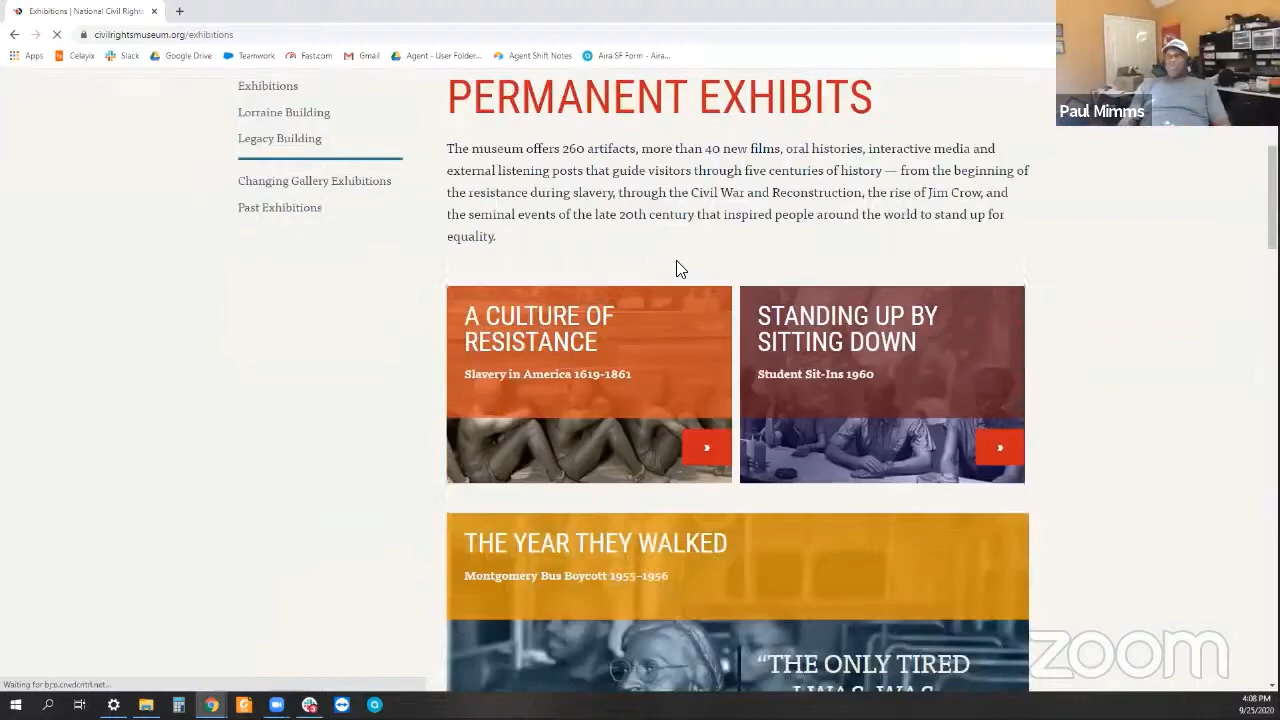 Exhibitions | National Civil Rights
civilrightsmuseum.org/exhibitions
Apps Celayix Slack Google Drive Teamwork Fast.com Gmail Agent - User Folder... Agent Shift Notes Aira SF Form - Aira...
Paul Mimms
Exhibitions
Lorraine Building
Legacy Building
Changing Gallery Exhibitions
Past Exhibitions
PERMANENT EXHIBITS
The museum offers 260 artifacts, more than 40 new films, oral histories, interactive media and
external listening posts that guide visitors through five centuries of history — from the beginning of
the resistance during slavery, through the Civil War and Reconstruction, the rise of Jim Crow, and
the seminal events of the late 20th century that inspired people around the world to stand up for
equality.
A CULTURE OF
RESISTANCE
Slavery in America 1619-1861
»
STANDING UP BY
SITTING DOWN
Student Sit-Ins 1960
»
THE YEAR THEY WALKED
Montgomery Bus Boycott 1955–1956
“THE ONLY TIRED
I WAS, WAS
zoom
4:08 PM
9/25/2020